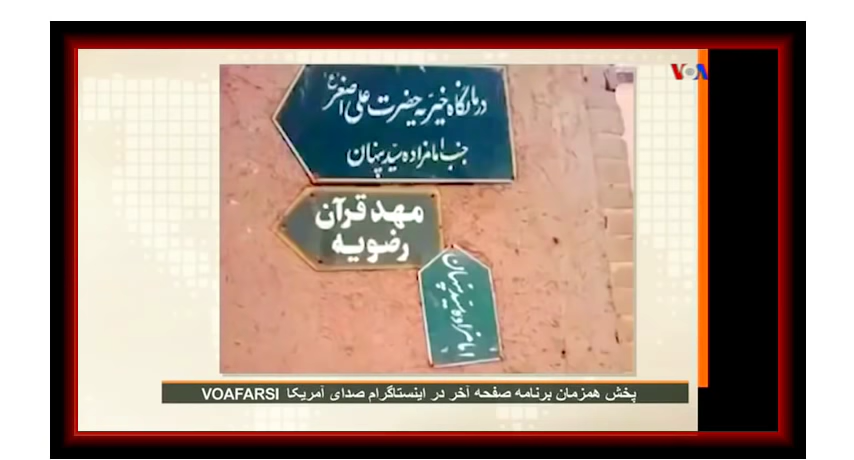 VOA
درمانگاه خیریه حضرت علی اصغر(ع)
جنب امامزاده سید پنهان
مهد قرآن
رضویه
امامزاده سید پنهان
پخش همزمان برنامه صفحه آخر در اینستاگرام صدای آمریکا VOAFARSI